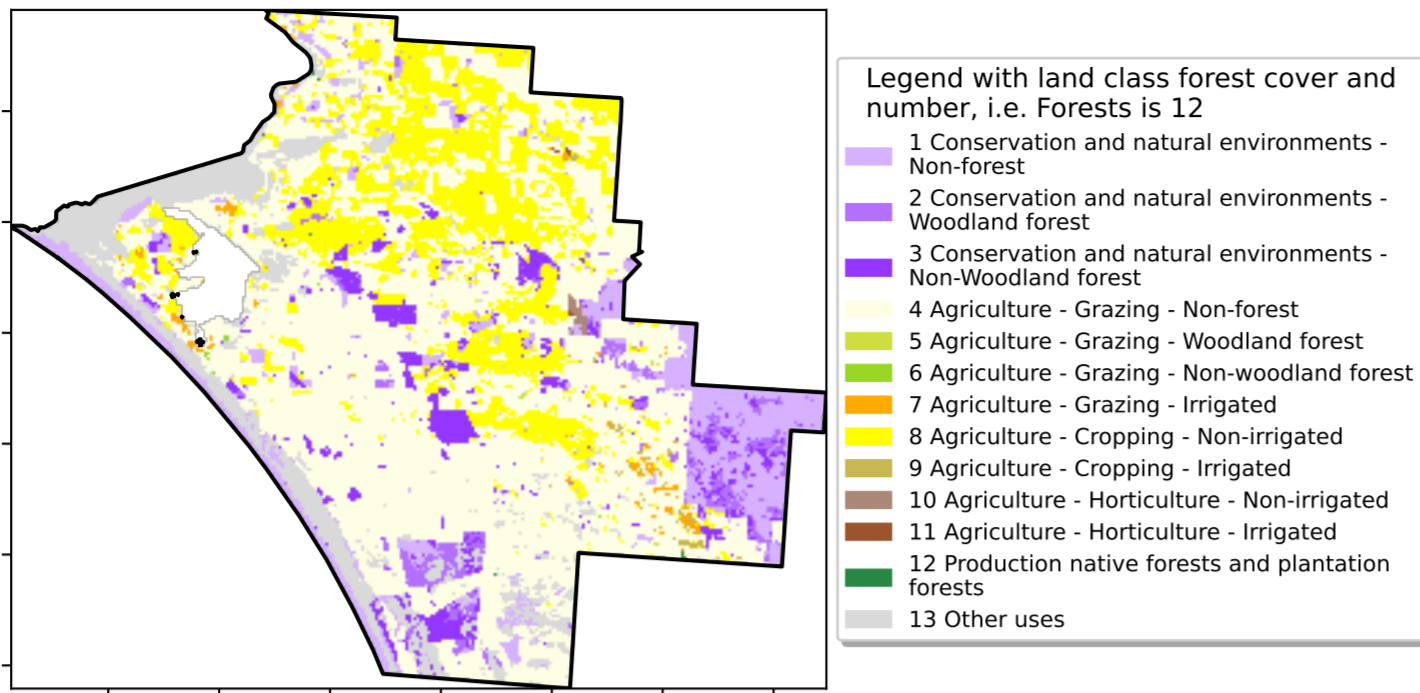 Legend with land class forest cover and
number, i.e. Forests is 12
1 Conservation and natural environments -
Non-forest
2 Conservation and natural environments -
Woodland forest
3 Conservation and natural environments -
Non-Woodland forest
4 Agriculture - Grazing - Non-forest
5 Agriculture - Grazing - Woodland forest
6 Agriculture - Grazing - Non-woodland forest
7 Agriculture - Grazing - Irrigated
8 Agriculture - Cropping - Non-irrigated
9 Agriculture - Cropping - Irrigated
10 Agriculture - Horticulture - Non-irrigated
11 Agriculture - Horticulture - Irrigated
12 Production native forests and plantation
forests
13 Other uses